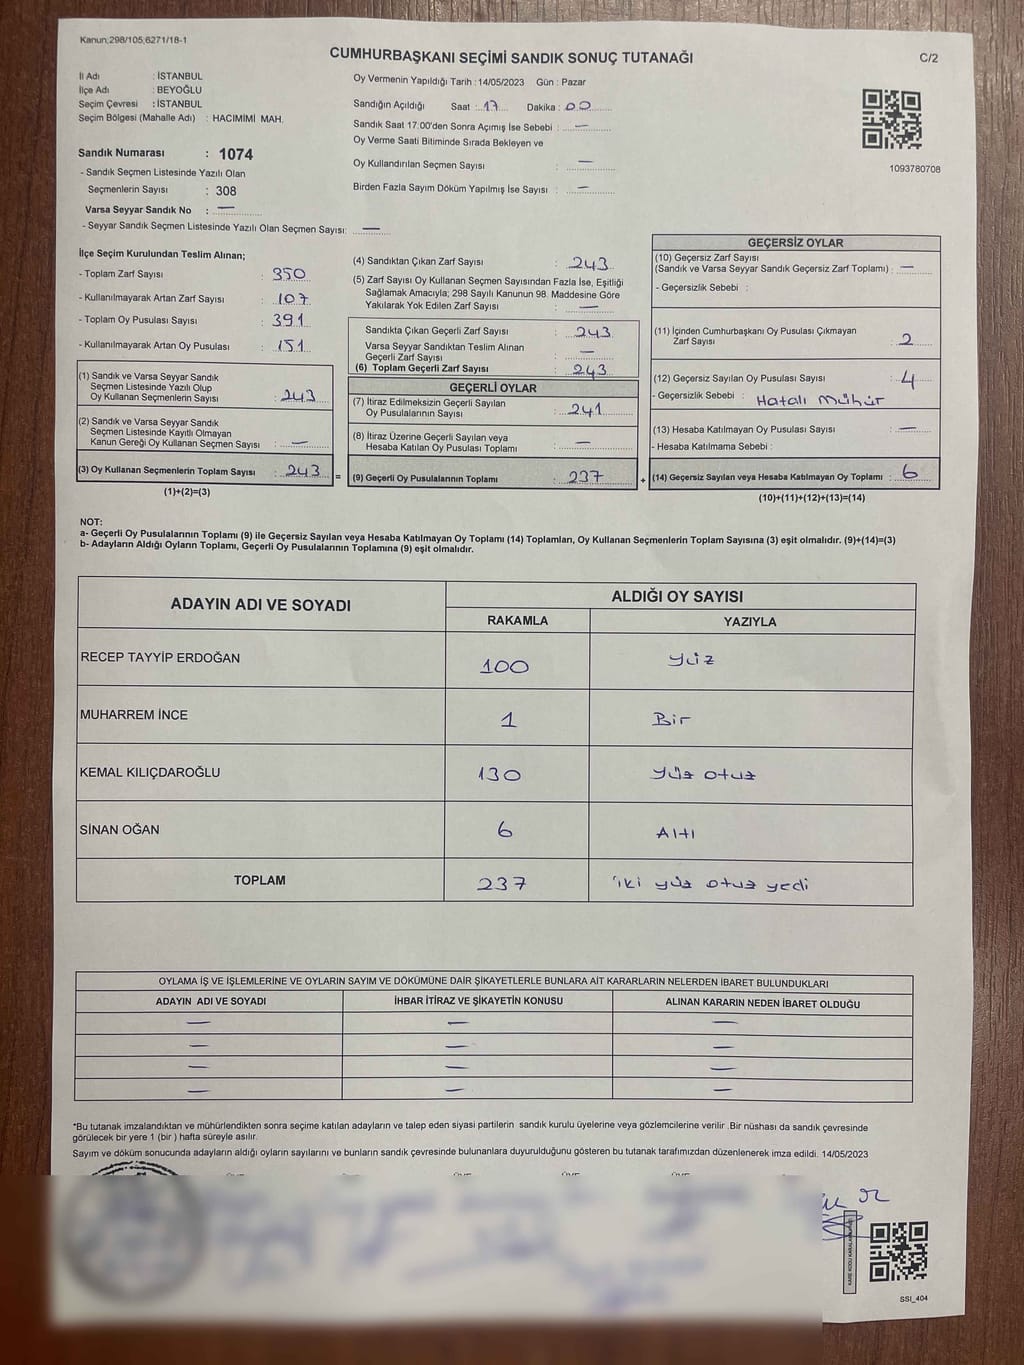 Kanun;298/105;6271/18-1
CUMHURBAŞKANI SEÇİMİ SANDIK SONUÇ TUTANAĞI
C/2
İl Adı : İSTANBUL
İlçe Adı : BEYOĞLU
Seçim Çevresi : İSTANBUL
Seçim Bölgesi (Mahalle Adı) : HACIMİMİ MAH.
Oy Vermenin Yapıldığı Tarih : 14/05/2023 Gün : Pazar
Sandığın Açıldığı Saat : 17 Dakika : 00
Sandık Saat 17:00'den Sonra Açımış İse Sebebi : —
Oy Verme Saati Bitiminde Sırada Bekleyen ve
Oy Kullandırılan Seçmen Sayısı : —
Birden Fazla Sayım Döküm Yapılmış İse Sayısı : —
1093780708
Sandık Numarası : 1074
- Sandık Seçmen Listesinde Yazılı Olan
Seçmenlerin Sayısı : 308
Varsa Seyyar Sandık No : —
- Seyyar Sandık Seçmen Listesinde Yazılı Olan Seçmen Sayısı: —
İlçe Seçim Kurulundan Teslim Alınan;
- Toplam Zarf Sayısı : 350
- Kullanılmayarak Artan Zarf Sayısı : 107
- Toplam Oy Pusulası Sayısı : 391
- Kullanılmayarak Artan Oy Pusulası : 151
(1) Sandık ve Varsa Seyyar Sandık
Seçmen Listesinde Yazılı Olup
Oy Kullanan Seçmenlerin Sayısı : 243
(2) Sandık ve Varsa Seyyar Sandık
Seçmen Listesinde Kayıtlı Olmayan
Kanun Gereği Oy Kullanan Seçmen Sayısı : —
(3) Oy Kullanan Seçmenlerin Toplam Sayısı : 243 =
(1)+(2)=(3)
(4) Sandıktan Çıkan Zarf Sayısı : 243
(5) Zarf Sayısı Oy Kullanan Seçmen Sayısından Fazla İse, Eşitliği
Sağlamak Amacıyla; 298 Sayılı Kanunun 98. Maddesine Göre
Yakılarak Yok Edilen Zarf Sayısı : —
Sandıkta Çıkan Geçerli Zarf Sayısı : 243
Varsa Seyyar Sandıktan Teslim Alınan
Geçerli Zarf Sayısı : —
(6) Toplam Geçerli Zarf Sayısı : 243
GEÇERLİ OYLAR
(7) İtiraz Edilmeksizin Geçerli Sayılan
Oy Pusulalarının Sayısı : 241
(8) İtiraz Üzerine Geçerli Sayılan veya
Hesaba Katılan Oy Pusulası Toplamı : —
(9) Geçerli Oy Pusulalarının Toplamı : 237 +
GEÇERSİZ OYLAR
(10) Geçersiz Zarf Sayısı
(Sandık ve Varsa Seyyar Sandık Geçersiz Zarf Toplamı) : —
- Geçersizlik Sebebi :
(11) İçinden Cumhurbaşkanı Oy Pusulası Çıkmayan
Zarf Sayısı : 2
(12) Geçersiz Sayılan Oy Pusulası Sayısı : 4
- Geçersizlik Sebebi : Hatalı Mühür
(13) Hesaba Katılmayan Oy Pusulası Sayısı : —
- Hesaba Katılmama Sebebi :
(14) Geçersiz Sayılan veya Hesaba Katılmayan Oy Toplamı : 6
(10)+(11)+(12)+(13)=(14)
NOT:
a- Geçerli Oy Pusulalarının Toplamı (9) ile Geçersiz Sayılan veya Hesaba Katılmayan Oy Toplamı (14) Toplamları, Oy Kullanan Seçmenlerin Toplam Sayısına (3) eşit olmalıdır. (9)+(14)=(3)
b- Adayların Aldığı Oyların Toplamı, Geçerli Oy Pusulalarının Toplamına (9) eşit olmalıdır.
ADAYIN ADI VE SOYADI ALDIĞI OY SAYISI
RAKAMLA YAZIYLA
RECEP TAYYİP ERDOĞAN 100 yüz
MUHARREM İNCE 1 Bir
KEMAL KILIÇDAROĞLU 130 yüz otuz
SİNAN OĞAN 6 Altı
TOPLAM 237 iki yüz otuz yedi
OYLAMA İŞ VE İŞLEMLERİNE VE OYLARIN SAYIM VE DÖKÜMÜNE DAİR ŞİKAYETLERLE BUNLARA AİT KARARLARIN NELERDEN İBARET BULUNDUKLARI
ADAYIN ADI VE SOYADI İHBAR İTİRAZ VE ŞİKAYETİN KONUSU ALINAN KARARIN NEDEN İBARET OLDUĞU
— — —
— — —
— — —
— — —
*Bu tutanak imzalandıktan ve mühürlendikten sonra seçime katılan adayların ve talep eden siyasi partilerin sandık kurulu üyelerine veya gözlemcilerine verilir .Bir nüshası da sandık çevresinde
görülecek bir yere 1 (bir ) hafta süreyle asılır.
Sayım ve döküm sonucunda adayların aldığı oyların sayılarını ve bunların sandık çevresinde bulunanlara duyurulduğunu gösteren bu tutanak tarafımızdan düzenlenerek imza edildi. 14/05/2023
SSİ_404